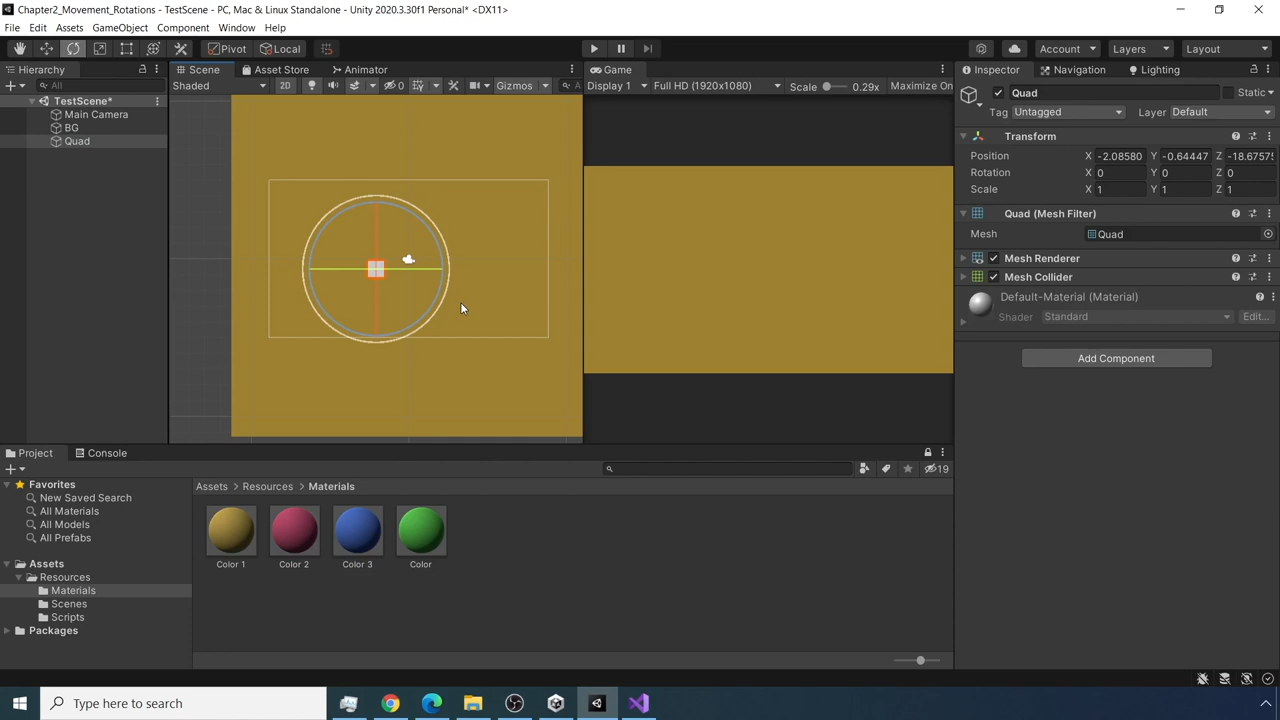 Chapter2_Movement_Rotations - TestScene - PC, Mac & Linux Standalone - Unity 2020.3.30f1 Personal* <DX11>
File Edit Assets GameObject Component Window Help
Pivot Local Account Layers Layout
Hierarchy
All
TestScene*
Main Camera
BG
Quad
Scene Asset Store Animator
Shaded 2D 0 Gizmos A
Game
Display 1 Full HD (1920x1080) Scale 0.29x Maximize On
Inspector Navigation Lighting
Quad Static
Tag Untagged Layer Default
Transform
Position X -2.08580 Y -0.64447 Z -18.6757
Rotation X 0 Y 0 Z 0
Scale X 1 Y 1 Z 1
Quad (Mesh Filter)
Mesh Quad
Mesh Renderer
Mesh Collider
Default-Material (Material)
Shader Standard Edit...
Add Component
Project Console
19
Favorites
New Saved Search
All Materials
All Models
All Prefabs
Assets
Resources
Materials
Scenes
Scripts
Packages
Assets Resources Materials
Color 1 Color 2 Color 3 Color
Type here to search